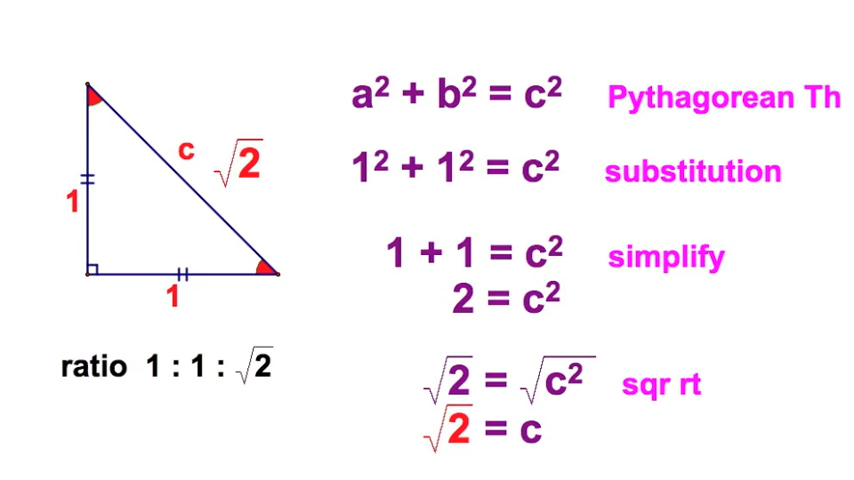 a² + b² = c² Pythagorean Th
c √2
1² + 1² = c² substitution
1
1 + 1 = c² simplify
1
2 = c²
ratio 1 : 1 : √2
√2 = √c² sqr rt
√2 = c